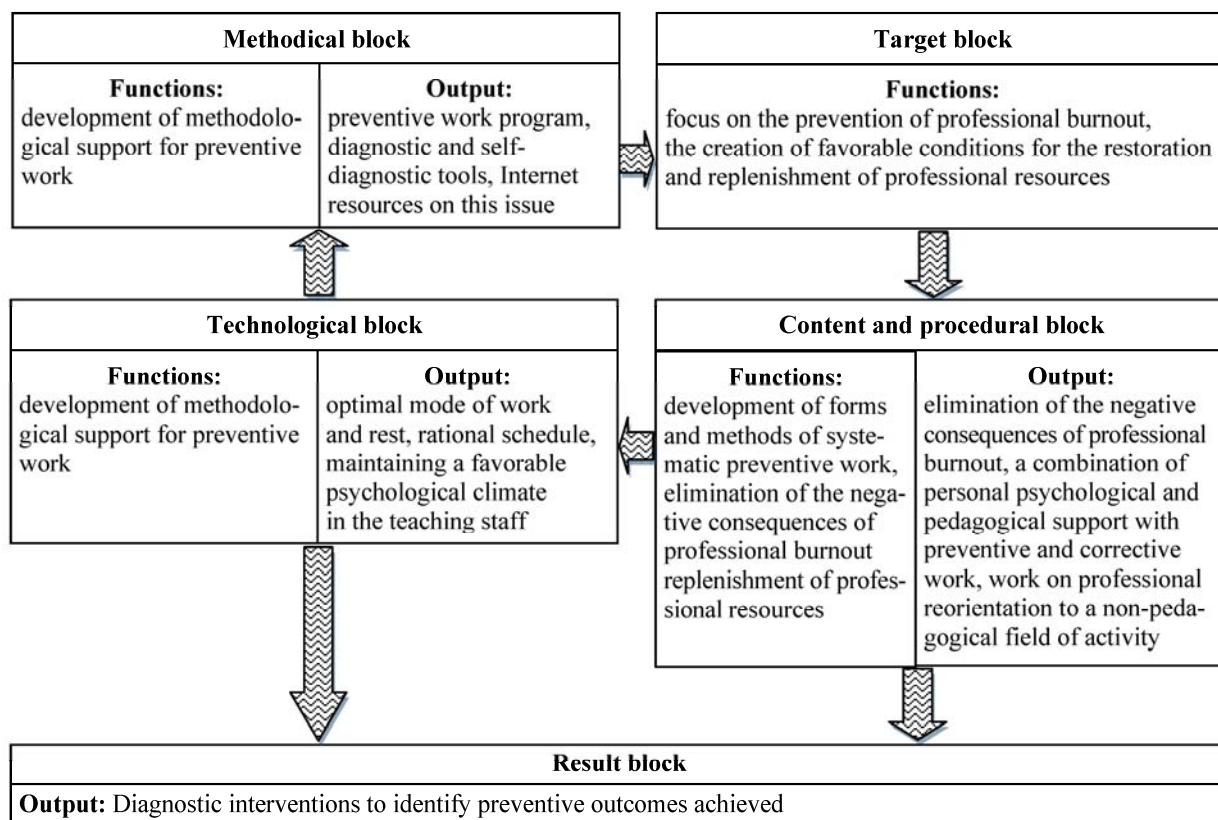 Methodical block
Functions:
development of methodolo-
gical support for preventive
work
Output:
preventive work program,
diagnostic and self-
diagnostic tools, Internet
resources on this issue
Target block
Functions:
focus on the prevention of professional burnout,
the creation of favorable conditions for the restoration
and replenishment of professional resources
Technological block
Functions:
development of methodolo-
gical support for preventive
work
Output:
optimal mode of work
and rest, rational schedule,
maintaining a favorable
psychological climate
in the teaching staff
Content and procedural block
Functions:
development of forms
and methods of syste-
matic preventive work,
elimination of the nega-
tive consequences of
professional burnout
replenishment of profes-
sional resources
Output:
elimination of the negative
consequences of professional
burnout, a combination of
personal psychological and
pedagogical support with
preventive and corrective
work, work on professional
reorientation to a non-peda-
gogical field of activity
Result block
Output: Diagnostic interventions to identify preventive outcomes achieved